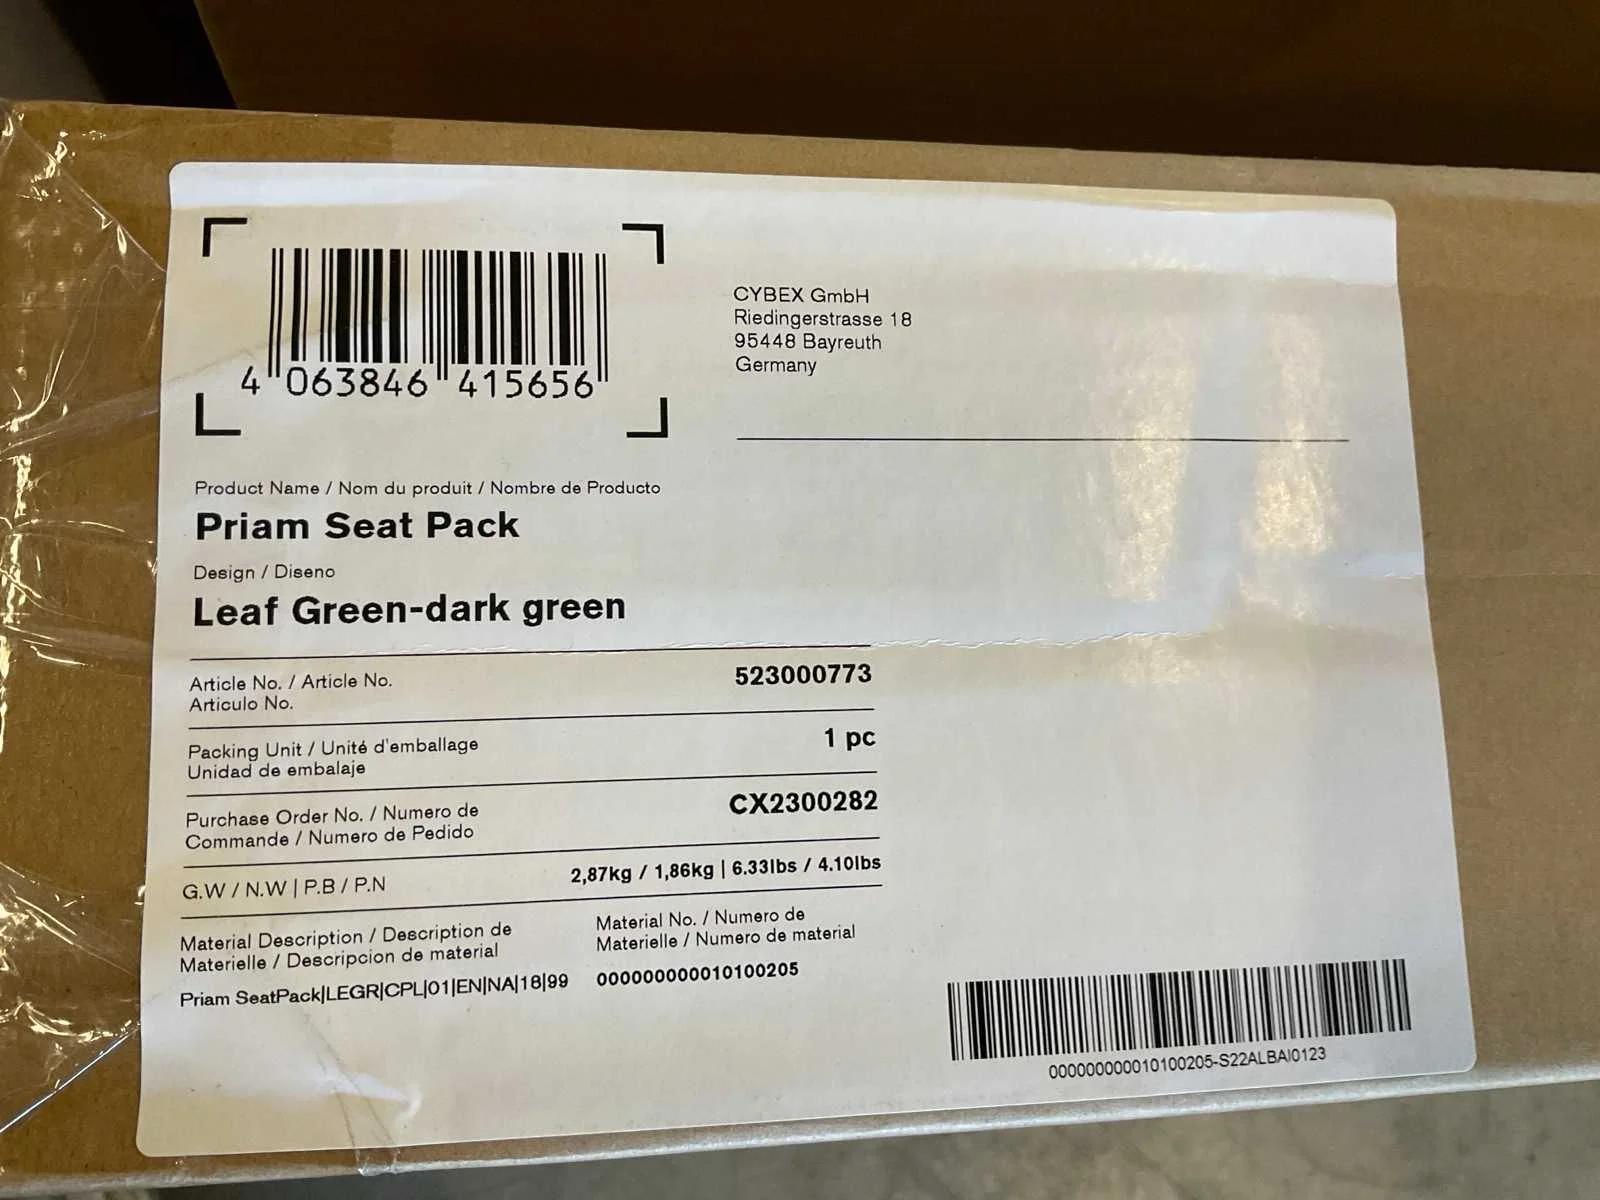 4 063846 415656
CYBEX GmbH
Riedingerstrasse 18
95448 Bayreuth
Germany
Product Name / Nom du produit / Nombre de Producto
Priam Seat Pack
Design / Diseno
Leaf Green-dark green
Article No. / Article No.
Articulo No.
523000773
Packing Unit / Unité d'emballage
Unidad de embalaje
1 pc
Purchase Order No. / Numero de
Commande / Numero de Pedido
CX2300282
G.W / N.W | P.B / P.N
2,87kg / 1,86kg | 6.33lbs / 4.10lbs
Material Description / Description de
Materielle / Descripcion de material
Priam SeatPack|LEGR|CPL|01|EN|NA|18|99
Material No. / Numero de
Materielle / Numero de material
000000000010100205
000000000010100205-S22ALBAI0123